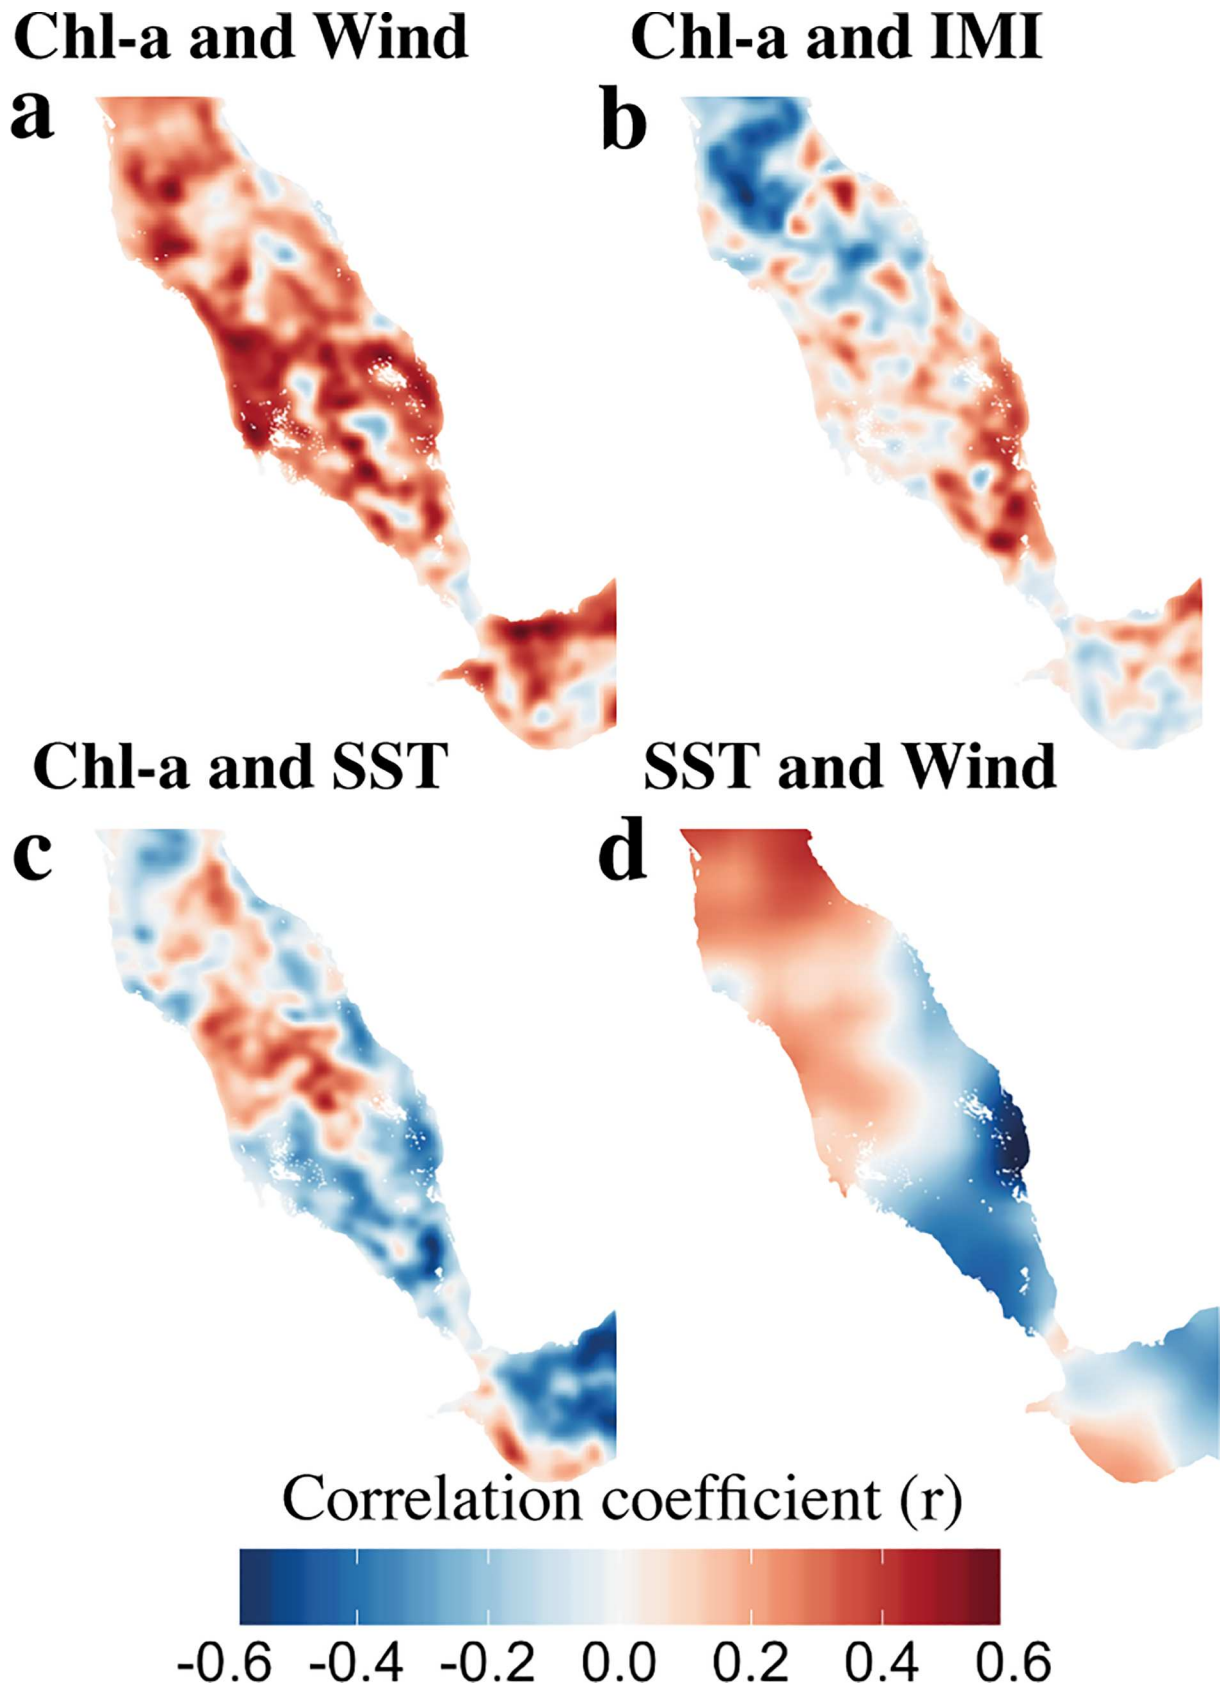 Chl-a and Wind
Chl-a and IMI
a
b
Chl-a and SST
SST and Wind
c
d
Correlation coefficient (r)
-0.6 -0.4 -0.2 0.0 0.2 0.4 0.6